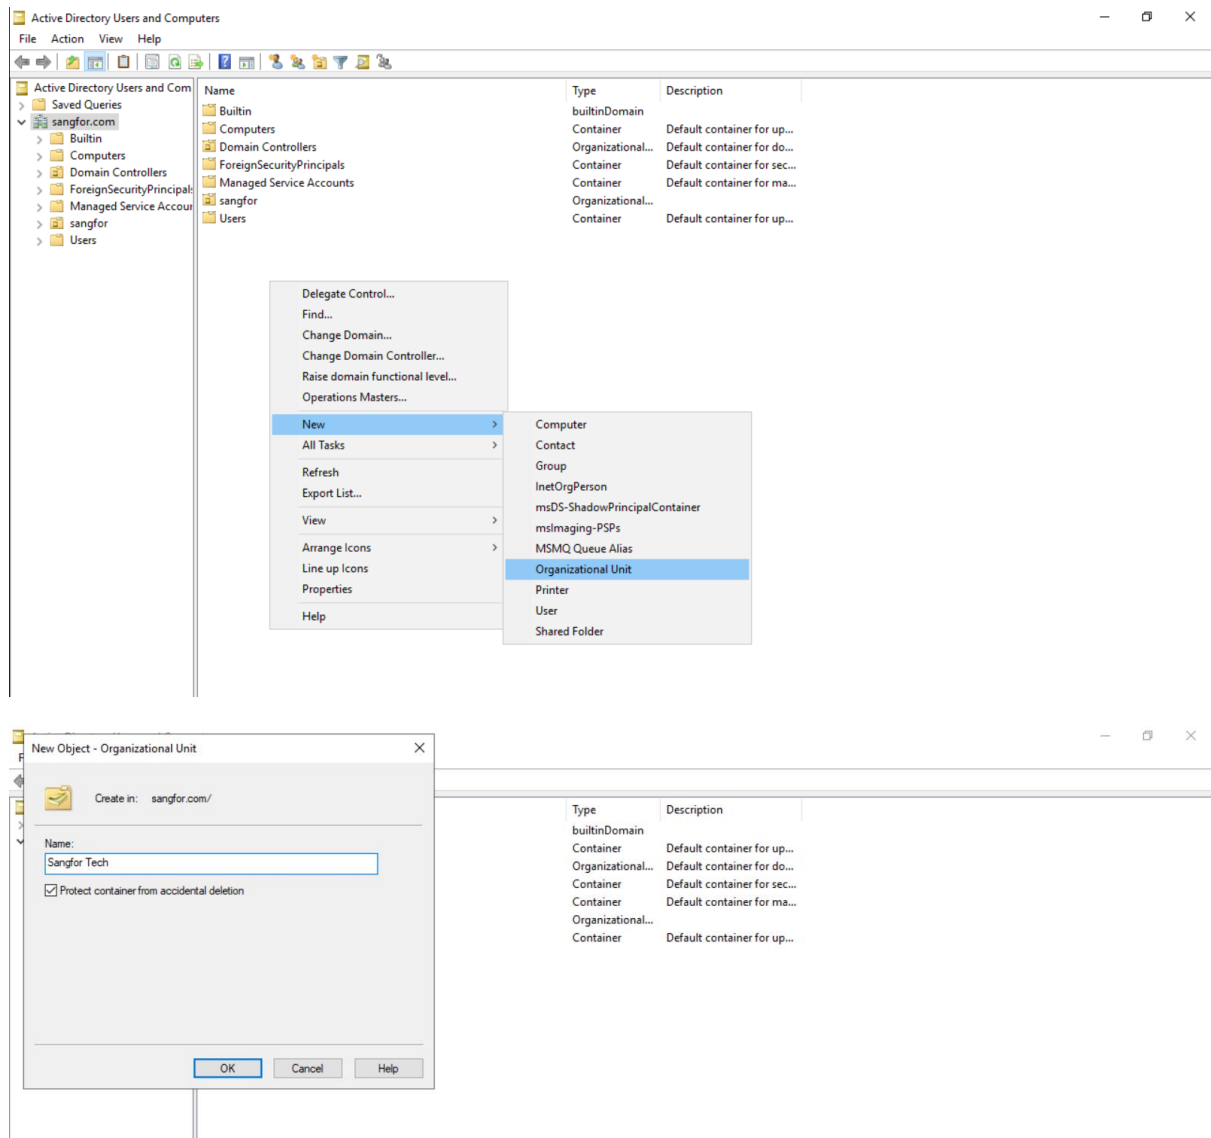 Active Directory Users and Computers
File Action View Help
Active Directory Users and Com
Saved Queries
sangfor.com
Builtin
Computers
Domain Controllers
ForeignSecurityPrincipals
Managed Service Accour
sangfor
Users
Name Type Description
Builtin builtinDomain
Computers Container Default container for up...
Domain Controllers Organizational... Default container for do...
ForeignSecurityPrincipals Container Default container for sec...
Managed Service Accounts Container Default container for ma...
sangfor Organizational...
Users Container Default container for up...
Delegate Control...
Find...
Change Domain...
Change Domain Controller...
Raise domain functional level...
Operations Masters...
New
All Tasks
Refresh
Export List...
View
Arrange Icons
Line up Icons
Properties
Help
Computer
Contact
Group
InetOrgPerson
msDS-ShadowPrincipalContainer
msImaging-PSPs
MSMQ Queue Alias
Organizational Unit
Printer
User
Shared Folder
New Object - Organizational Unit
Create in: sangfor.com/
Name:
Sangfor Tech
Protect container from accidental deletion
OK Cancel Help
Type Description
builtinDomain
Container Default container for up...
Organizational... Default container for do...
Container Default container for sec...
Container Default container for ma...
Organizational...
Container Default container for up...